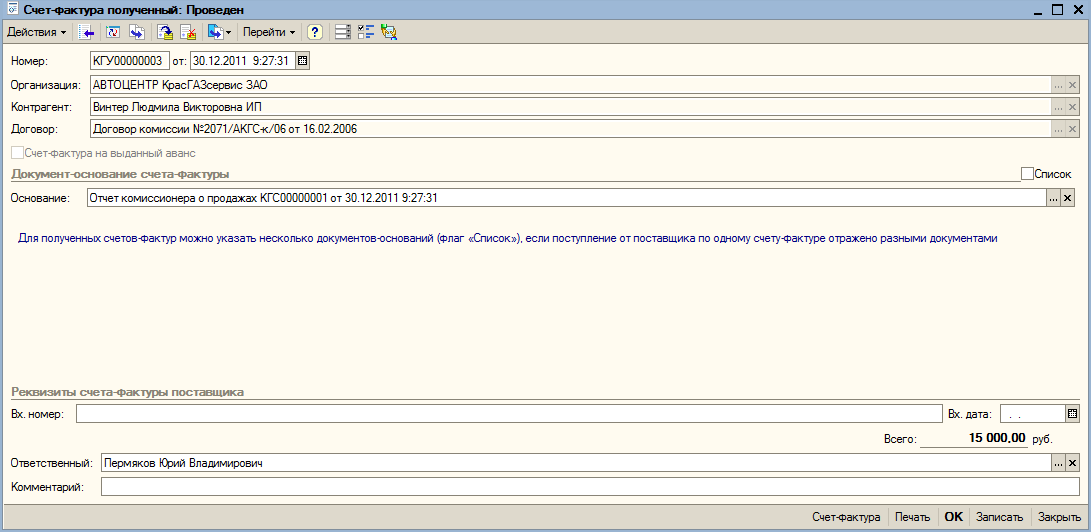 Счет-фактура полученный: Проведен
Действия Перейти ?
Номер: КГУ00000003 от: 30.12.2011 9:27:31
Организация: АВТОЦЕНТР КрасГАЗсервис ЗАО ... ×
Контрагент: Винтер Людмила Викторовна ИП ... ×
Договор: Договор комиссии №2071/АКГС-к/06 от 16.02.2006 ... ×
Счет-фактура на выданный аванс
Документ-основание счета-фактуры Список
Основание: Отчет комиссионера о продажах КГС00000001 от 30.12.2011 9:27:31 ... ×
Для полученных счетов-фактур можно указать несколько документов-оснований (флаг «Список»), если поступление от поставщика по одному счету-фактуре отражено разными документами
Реквизиты счета-фактуры поставщика
Вх. номер: Вх. дата: . .
Всего: 15 000,00 руб.
Ответственный: Пермяков Юрий Владимирович ... ×
Комментарий:
Счет-фактура Печать OK Записать Закрыть